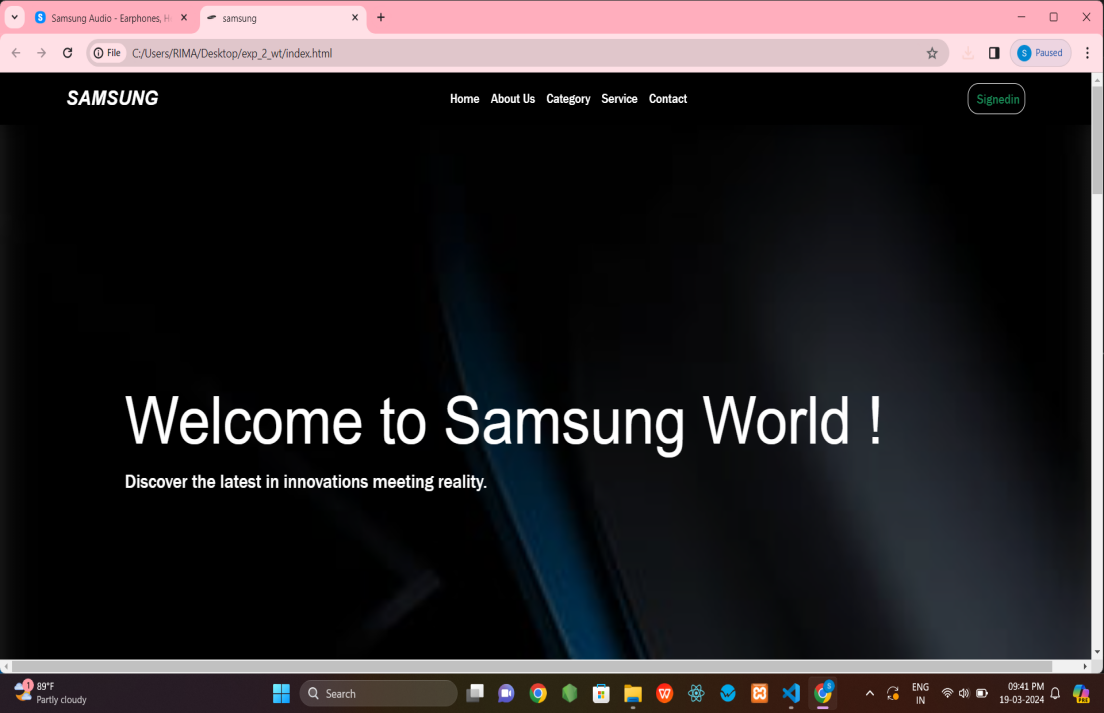 Samsung Audio - Earphones, H
samsung
File
C:/Users/RIMA/Desktop/exp_2_wt/index.html
S
Paused
SAMSUNG
Home About Us Category Service Contact
Signedin
Welcome to Samsung World !
Discover the latest in innovations meeting reality.
1
89°F
Partly cloudy
Search
ENG
IN
09:41 PM
19-03-2024